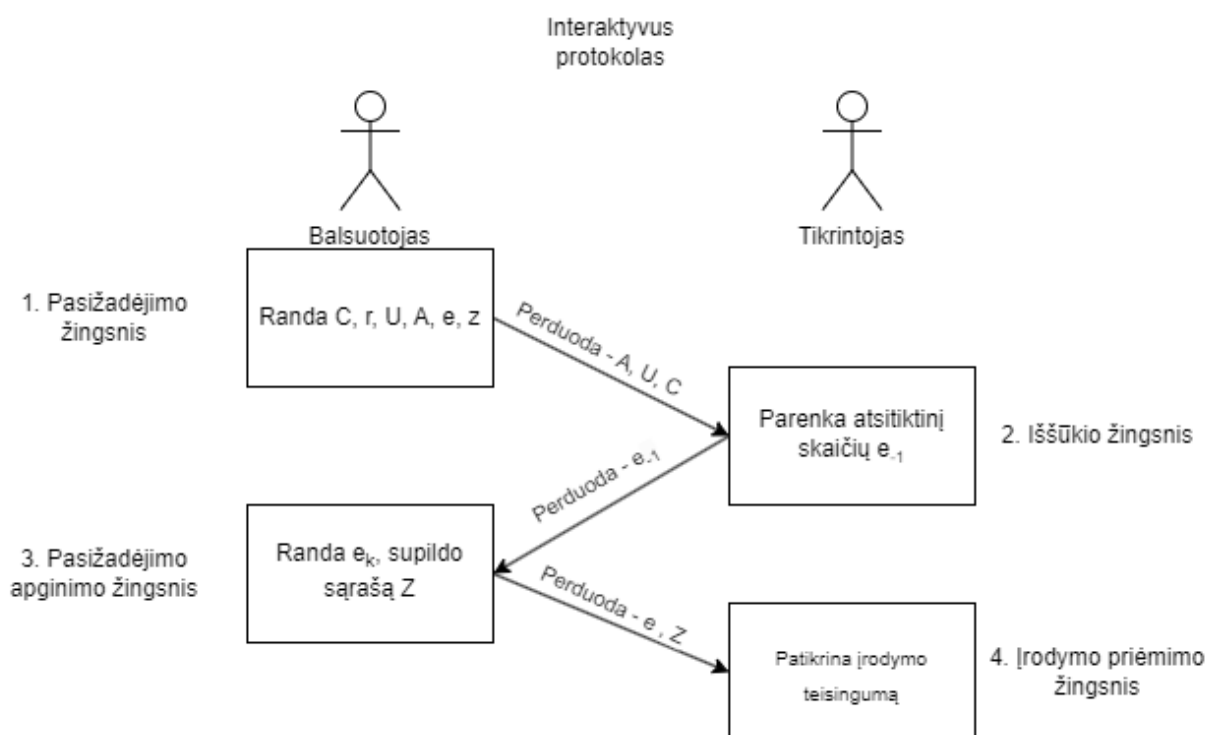 Interaktyvus
protokolas
Balsuotojas
Tikrintojas
1. Pasižadėjimo
žingsnis
Randa C, r, U, A, e, z
Perduoda - A, U, C
Parenka atsitiktinį
skaičių e₋₁
2. Iššūkio žingsnis
Perduoda - e₋₁
3. Pasižadėjimo
apginimo žingsnis
Randa eₖ, supildo
sąrašą Z
Perduoda - e , Z
Patikrina įrodymo
teisingumą
4. Įrodymo priėmimo
žingsnis